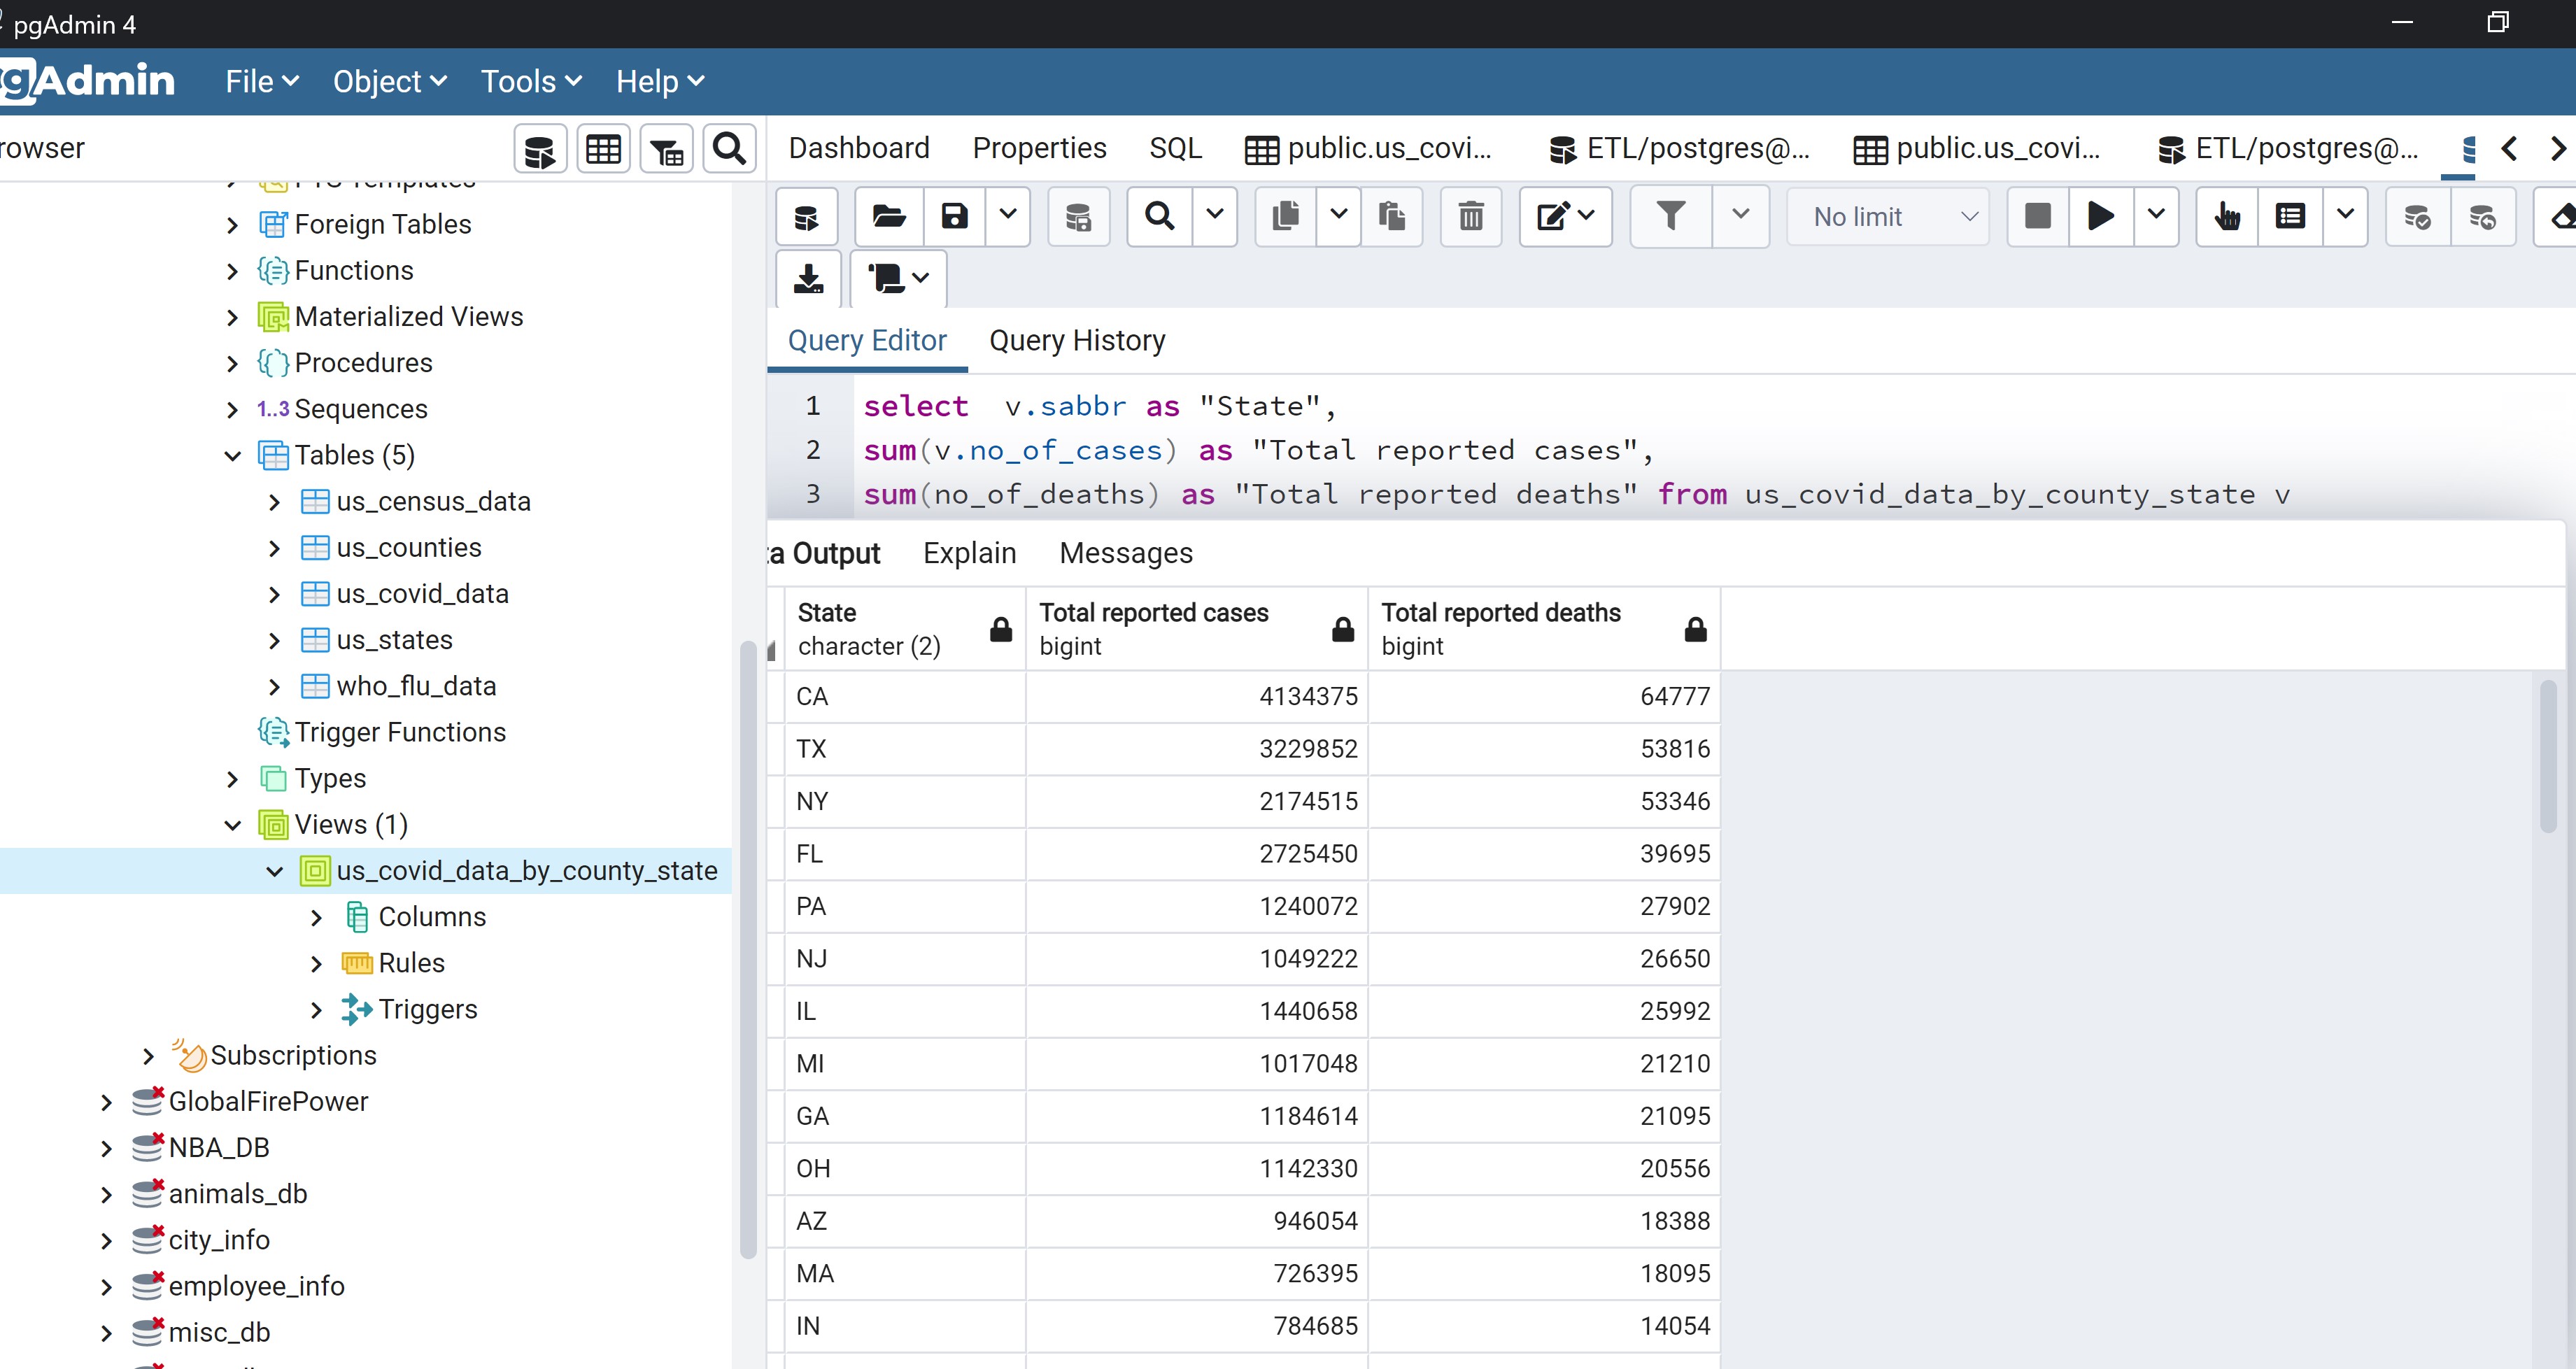 pgAdmin 4
gAdmin File Object Tools Help
rowser
Dashboard Properties SQL public.us_covi... ETL/postgres@... public.us_covi... ETL/postgres@...
No limit
Foreign Tables
Functions
Materialized Views
Procedures
1..3 Sequences
Tables (5)
us_census_data
us_counties
us_covid_data
us_states
who_flu_data
Trigger Functions
Types
Views (1)
us_covid_data_by_county_state
Columns
Rules
Triggers
Subscriptions
GlobalFirePower
NBA_DB
animals_db
city_info
employee_info
misc_db
Query Editor Query History
1 select v.sabbr as "State",
2 sum(v.no_of_cases) as "Total reported cases",
3 sum(no_of_deaths) as "Total reported deaths" from us_covid_data_by_county_state v
a Output Explain Messages
State Total reported cases Total reported deaths
character (2) bigint bigint
CA 4134375 64777
TX 3229852 53816
NY 2174515 53346
FL 2725450 39695
PA 1240072 27902
NJ 1049222 26650
IL 1440658 25992
MI 1017048 21210
GA 1184614 21095
OH 1142330 20556
AZ 946054 18388
MA 726395 18095
IN 784685 14054